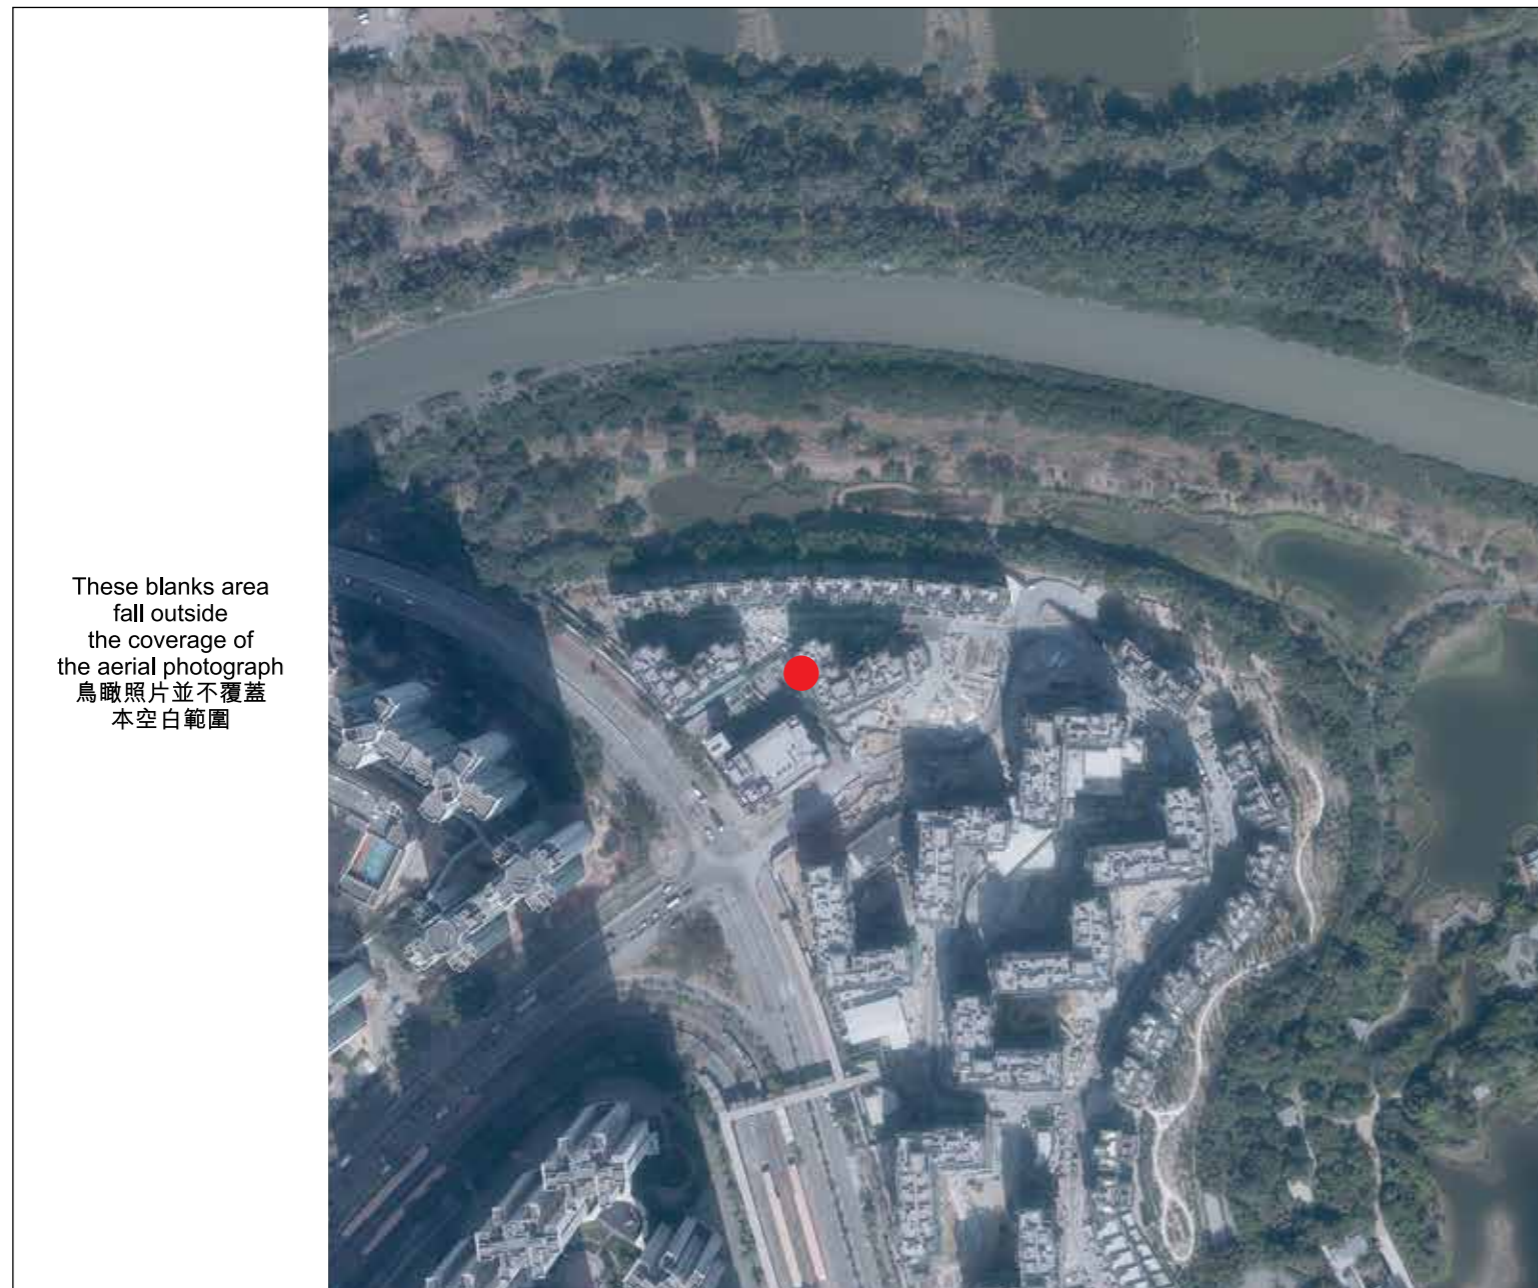 These blanks area
fall outside
the coverage of
the aerial photograph
鳥瞰照片並不覆蓋
本空白範圍